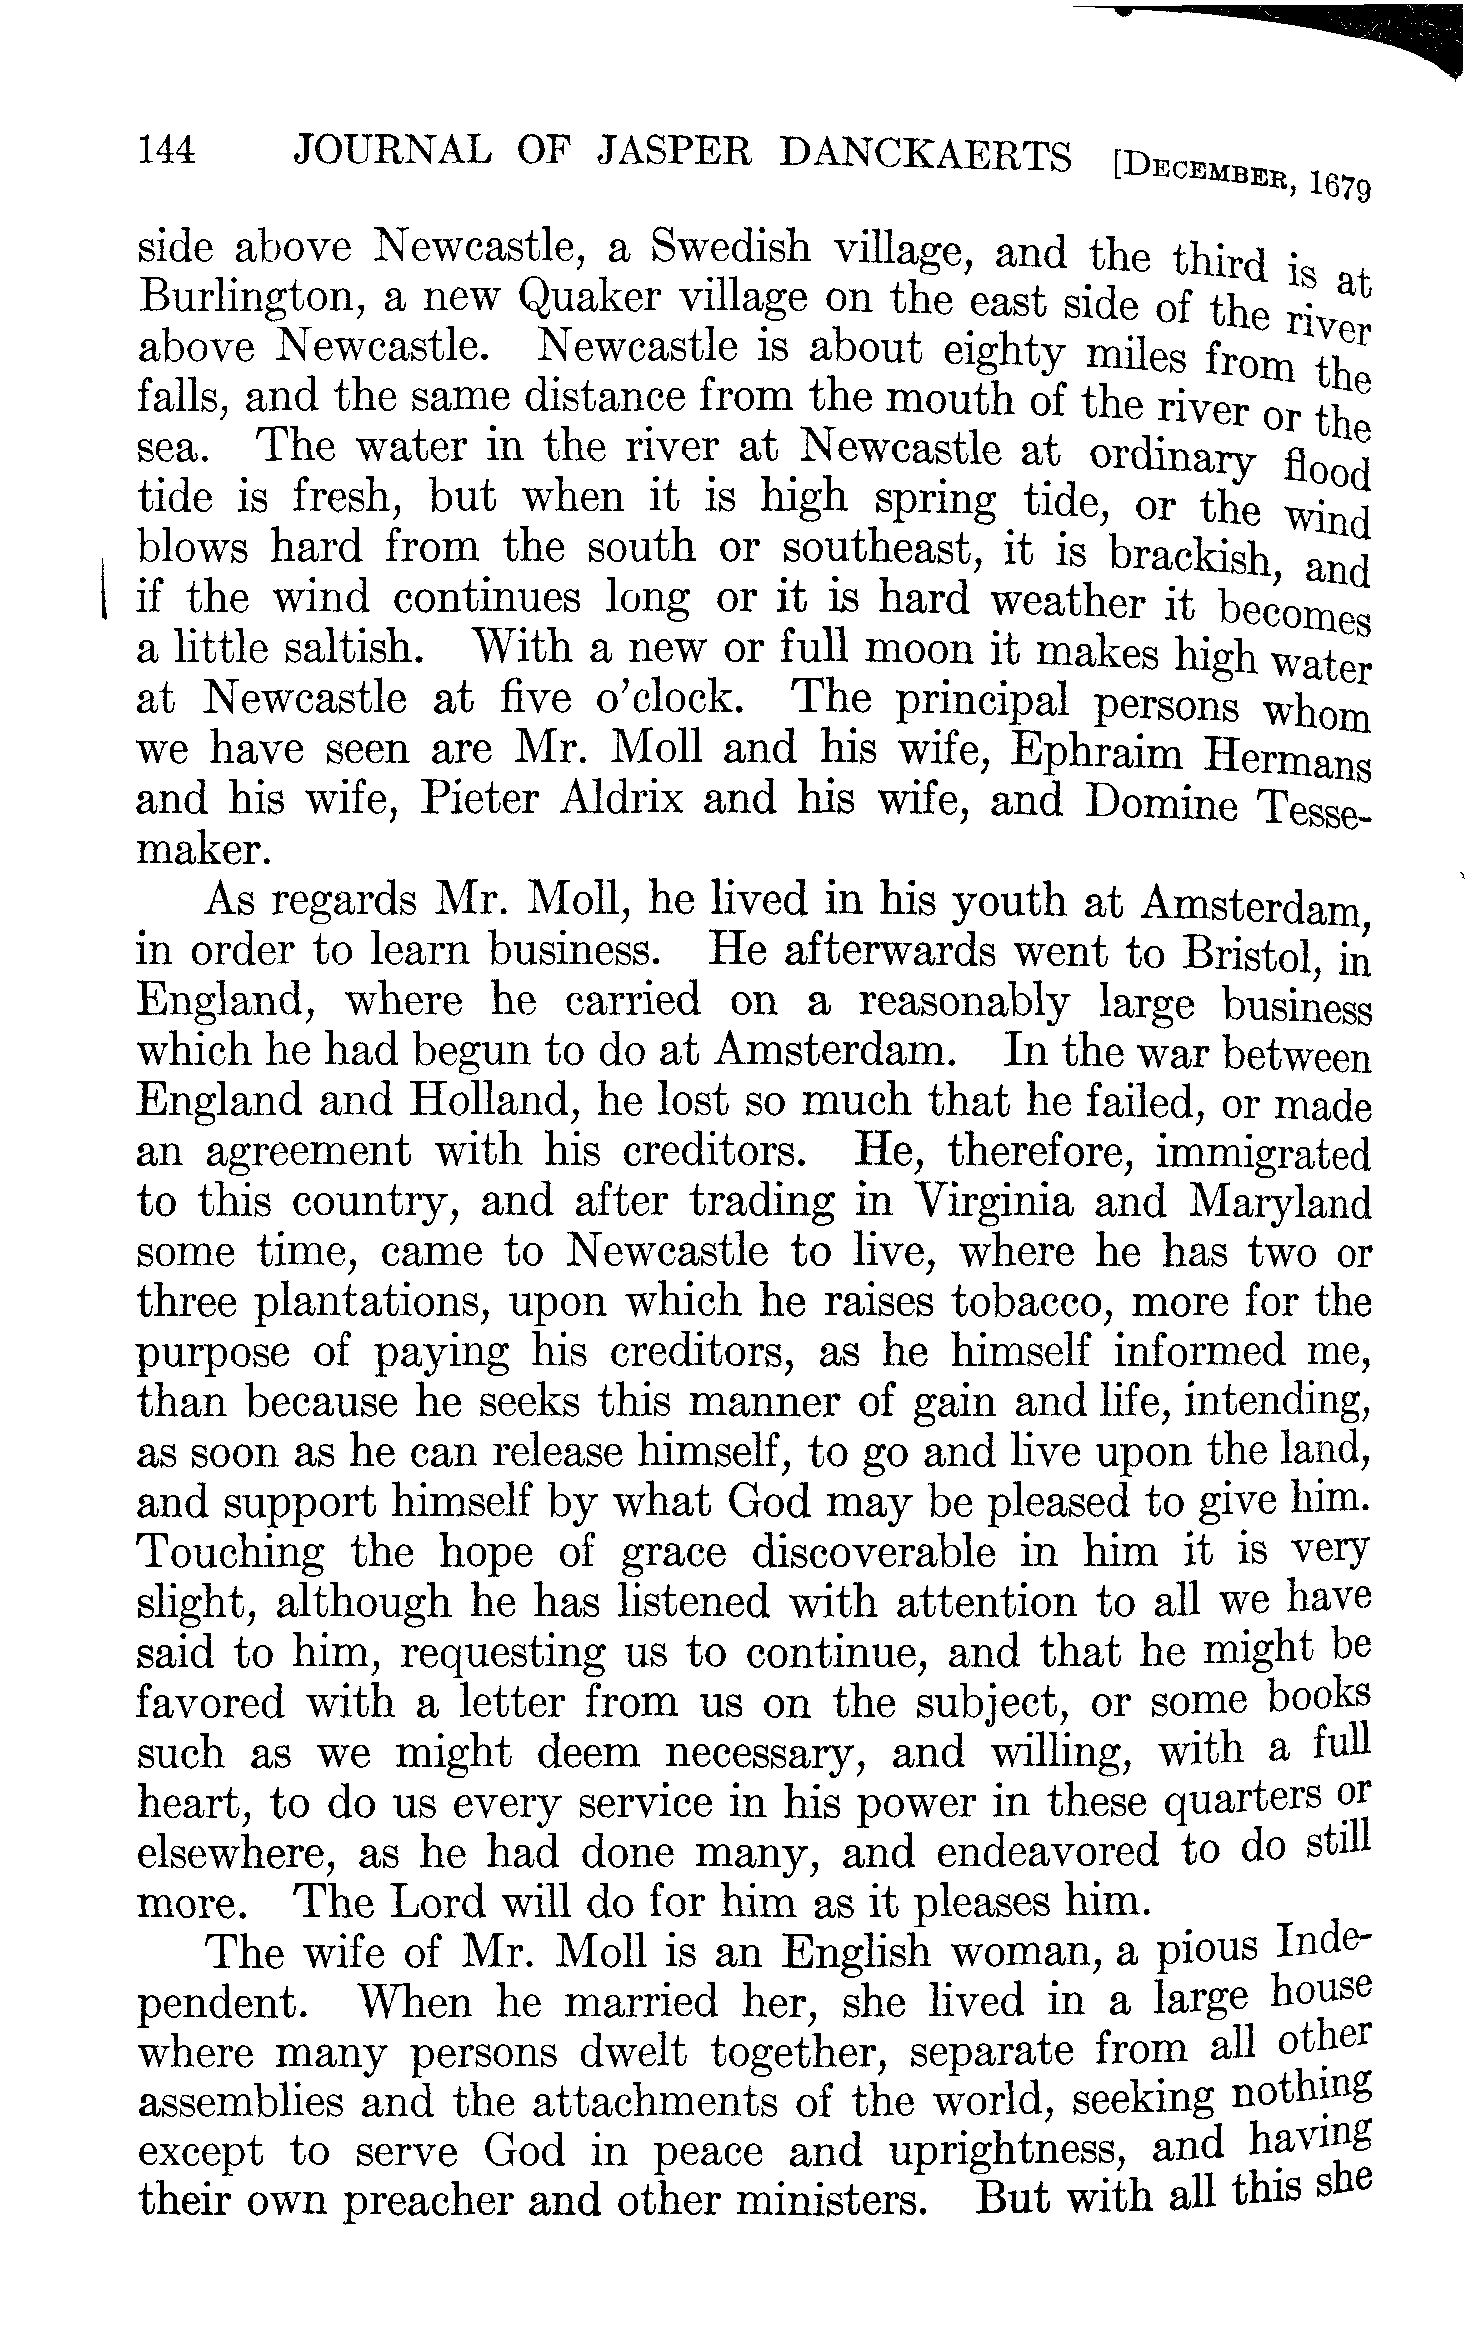 144 JOURNAL OF JASPER DANCKAERTS [DECEMBER, 1679
side above Newcastle, a Swedish village, and the third is at
Burlington, a new Quaker village on the east side of the river
above Newcastle. Newcastle is about eighty miles from the
falls, and the same distance from the mouth of the river or the
sea. The water in the river at Newcastle at ordinary flood
tide is fresh, but when it is high spring tide, or the wind
blows hard from the south or southeast, it is brackish, and
if the wind continues long or it is hard weather it becomes
a little saltish. With a new or full moon it makes high water
at Newcastle at five o'clock. The principal persons whom
we have seen are Mr. Moll and his wife, Ephraim Hermans
and his wife, Pieter Aldrix and his wife, and Domine Tesse-
maker.
As regards Mr. Moll, he lived in his youth at Amsterdam,
in order to learn business. He afterwards went to Bristol, in
England, where he carried on a reasonably large business
which he had begun to do at Amsterdam. In the war between
England and Holland, he lost so much that he failed, or made
an agreement with his creditors. He, therefore, immigrated
to this country, and after trading in Virginia and Maryland
some time, came to Newcastle to live, where he has two or
three plantations, upon which he raises tobacco, more for the
purpose of paying his creditors, as he himself informed me,
than because he seeks this manner of gain and life, intending,
as soon as he can release himself, to go and live upon the land,
and support himself by what God may be pleased to give him.
Touching the hope of grace discoverable in him it is very
slight, although he has listened with attention to all we have
said to him, requesting us to continue, and that he might be
favored with a letter from us on the subject, or some books
such as we might deem necessary, and willing, with a full
heart, to do us every service in his power in these quarters or
elsewhere, as he had done many, and endeavored to do still
more. The Lord will do for him as it pleases him.
The wife of Mr. Moll is an English woman, a pious Inde-
pendent. When he married her, she lived in a large house
where many persons dwelt together, separate from all other
assemblies and the attachments of the world, seeking nothing
except to serve God in peace and uprightness, and having
their own preacher and other ministers. But with all this she